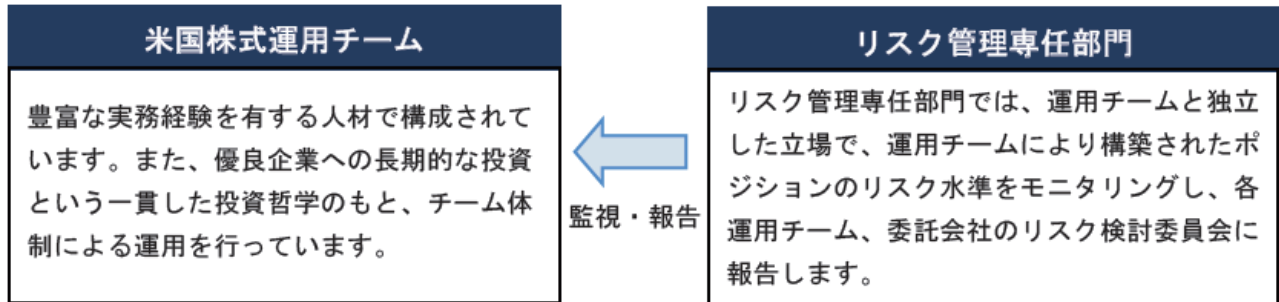 米国株式運用チーム
豊富な実務経験を有する人材で構成されて
います。また、優良企業への長期的な投資
という一貫した投資哲学のもと、チーム体
制による運用を行っています。
監視・報告
リスク管理専任部門
リスク管理専任部門では、運用チームと独立
した立場で、運用チームにより構築されたポ
ジションのリスク水準をモニタリングし、各
運用チーム、委託会社のリスク検討委員会に
報告します。